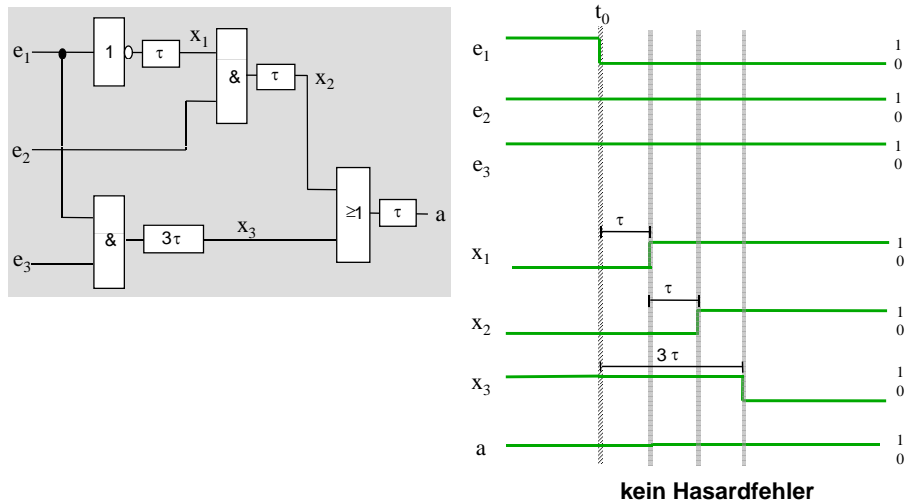 e1
1
τ
x1
&
τ
x2
e2
≥1
τ
a
&
3τ
x3
e3
t0
e1
1
0
e2
1
0
e3
1
0
τ
x1
1
0
τ
x2
1
0
3τ
x3
1
0
a
1
0
kein Hasardfehler